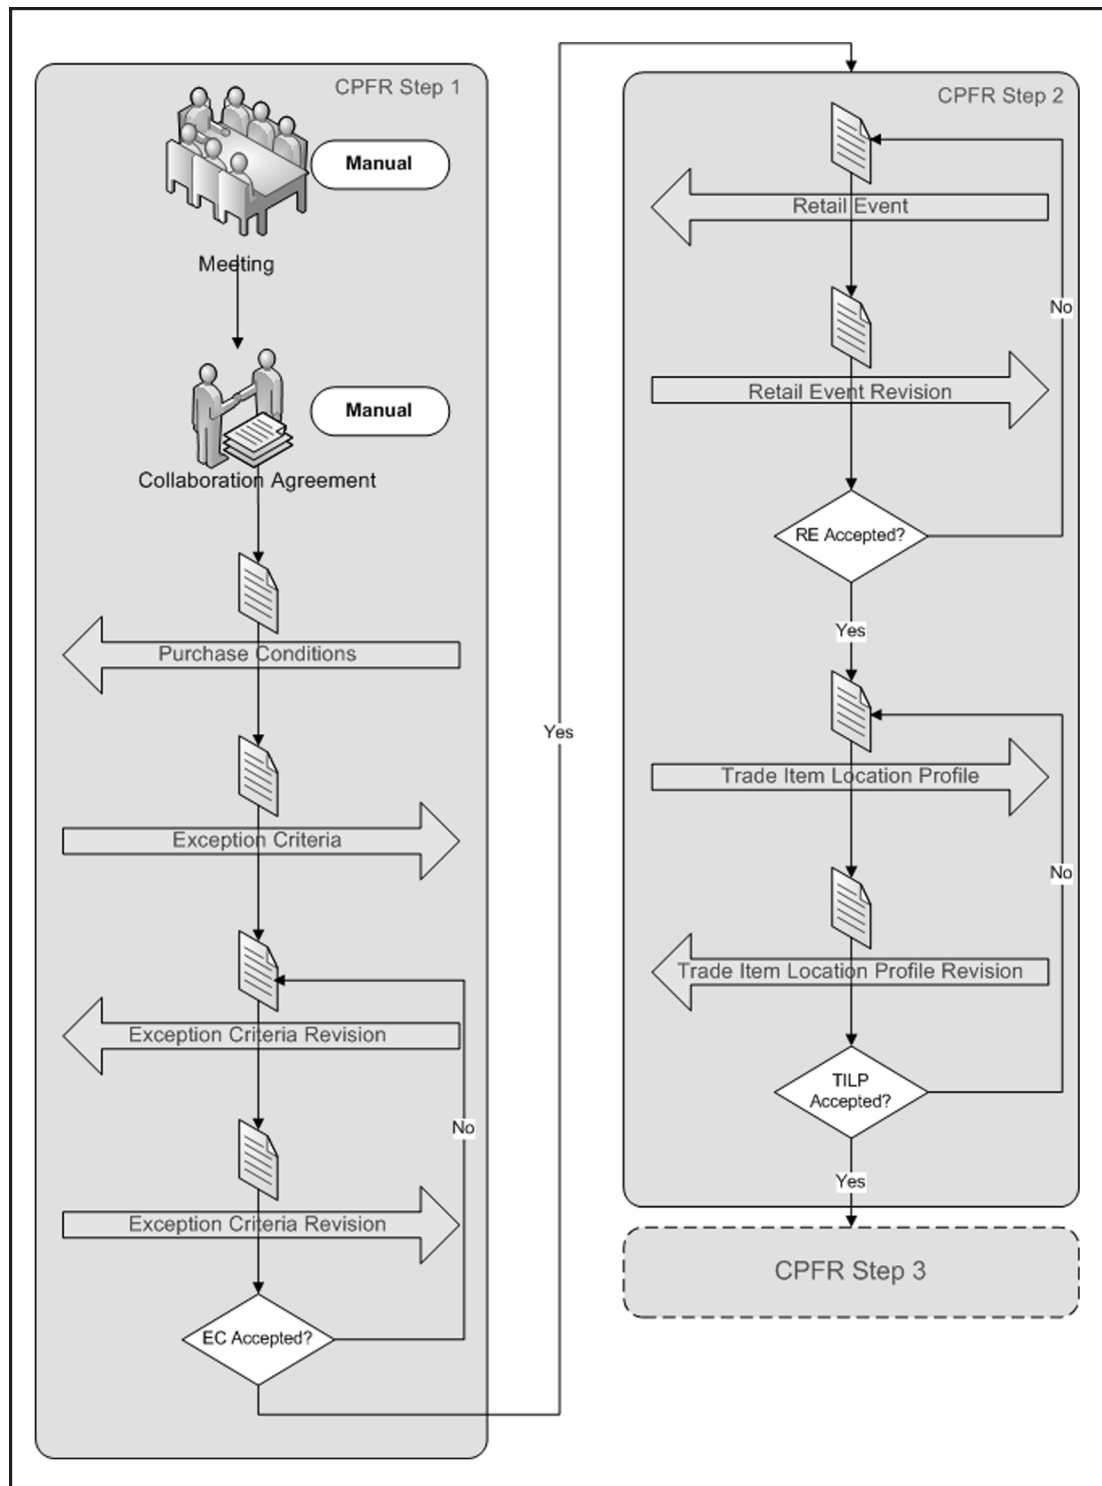 CPFR Step 1
Manual
Meeting
Manual
Collaboration Agreement
Purchase Conditions
Exception Criteria
Exception Criteria Revision
No
Exception Criteria Revision
EC Accepted?
Yes
CPFR Step 2
Retail Event
No
Retail Event Revision
RE Accepted?
Yes
Trade Item Location Profile
No
Trade Item Location Profile Revision
TILP
Accepted?
Yes
CPFR Step 3